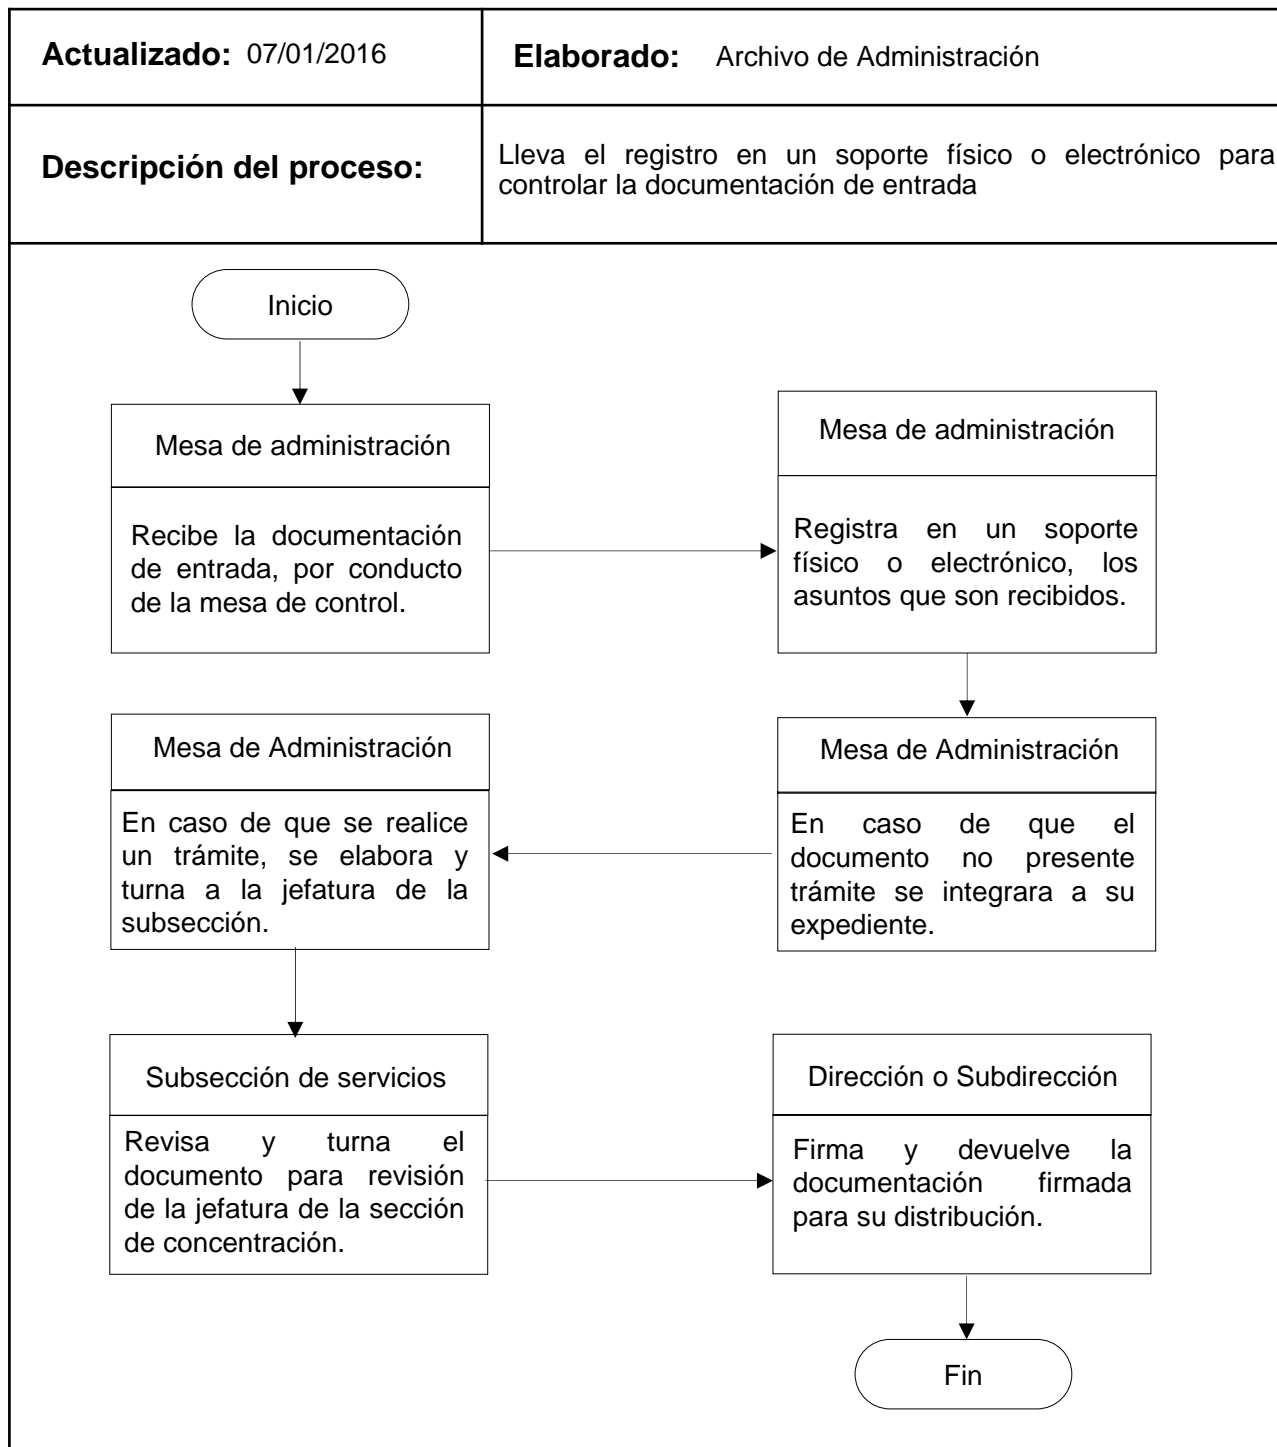 Actualizado: 07/01/2016
Elaborado: Archivo de Administración
Descripción del proceso:
Lleva el registro en un soporte físico o electrónico para
controlar la documentación de entrada
Inicio
Mesa de administración
Recibe la documentación
de entrada, por conducto
de la mesa de control.
Mesa de administración
Registra en un soporte
físico o electrónico, los
asuntos que son recibidos.
Mesa de Administración
En caso de que el
documento no presente
trámite se integrara a su
expediente.
Mesa de Administración
En caso de que se realice
un trámite, se elabora y
turna a la jefatura de la
subsección.
Subsección de servicios
Revisa y turna el
documento para revisión
de la jefatura de la sección
de concentración.
Dirección o Subdirección
Firma y devuelve la
documentación firmada
para su distribución.
Fin